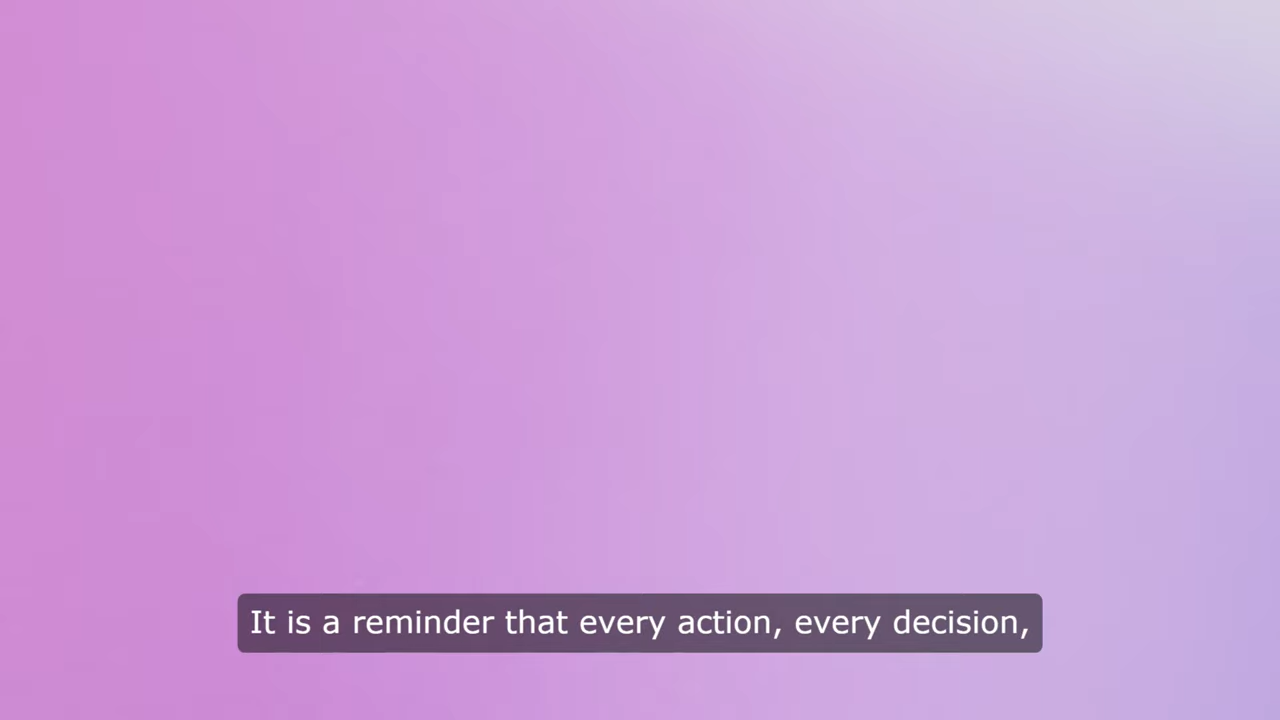 It is a reminder that every action, every decision,